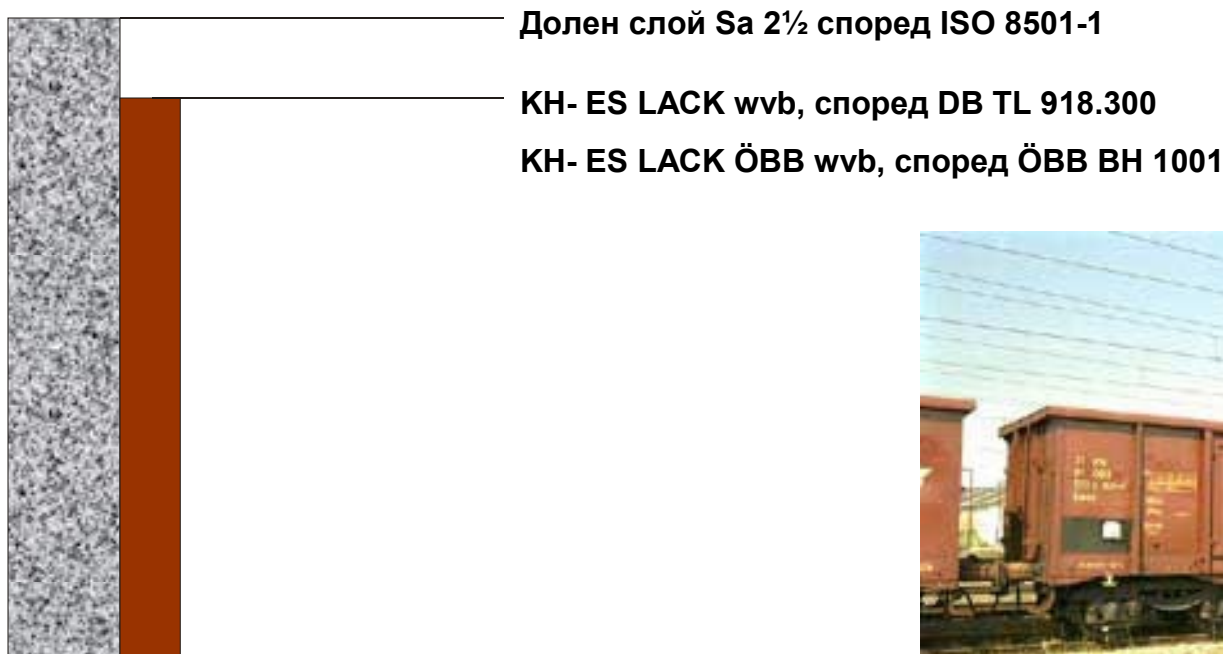 Долен слой Sa 2½ според ISO 8501-1
KH- ES LACK wvb, според DB TL 918.300
KH- ES LACK ÖBB wvb, според ÖBB BH 1001